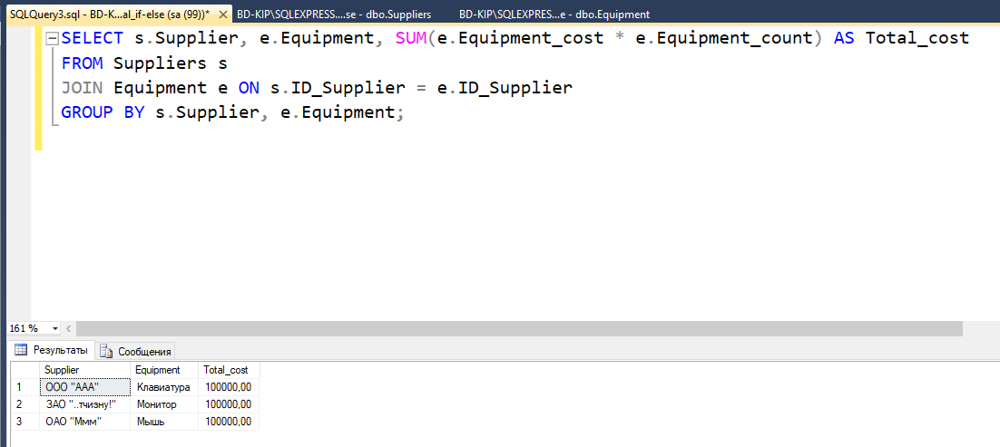 SQLQuery3.sql - BD-K...al_if-else (sa (99))* BD-KIP\SQLEXPRESS....se - dbo.Suppliers BD-KIP\SQLEXPRES...e - dbo.Equipment
SELECT s.Supplier, e.Equipment, SUM(e.Equipment_cost * e.Equipment_count) AS Total_cost
FROM Suppliers s
JOIN Equipment e ON s.ID_Supplier = e.ID_Supplier
GROUP BY s.Supplier, e.Equipment;
161 %
Результаты Сообщения
Supplier Equipment Total_cost
1 ООО "ААА" Клавиатура 100000,00
2 ЗАО "..тчизну!" Монитор 100000,00
3 ОАО "Ммм" Мышь 100000,00